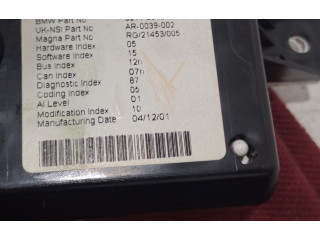 BMW Part No
UK-NSI Part No AR-0039-002
Magna Part No RG/21453/005
Hardware Index 05
Software Index 15
Bus Index 12h
Can Index 07h
Diagnostic Index 87
Coding Index 05
AI Level 01
Modification Index 10
Manufacturing Date 04/12/01